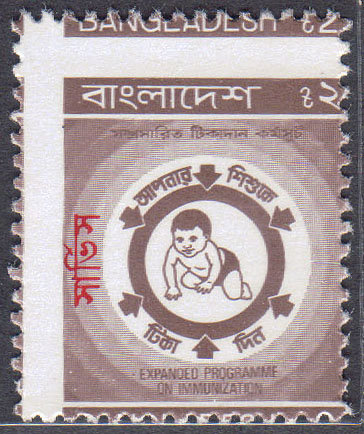 BANGLADESH ৳2
বাংলাদেশ ৳২
সম্প্রসারিত টিকাদান কর্মসূচী
আপনার শিশুকে
টিকা দিন
সার্ভিস
EXPANDED PROGRAMME
ON IMMUNIZATION